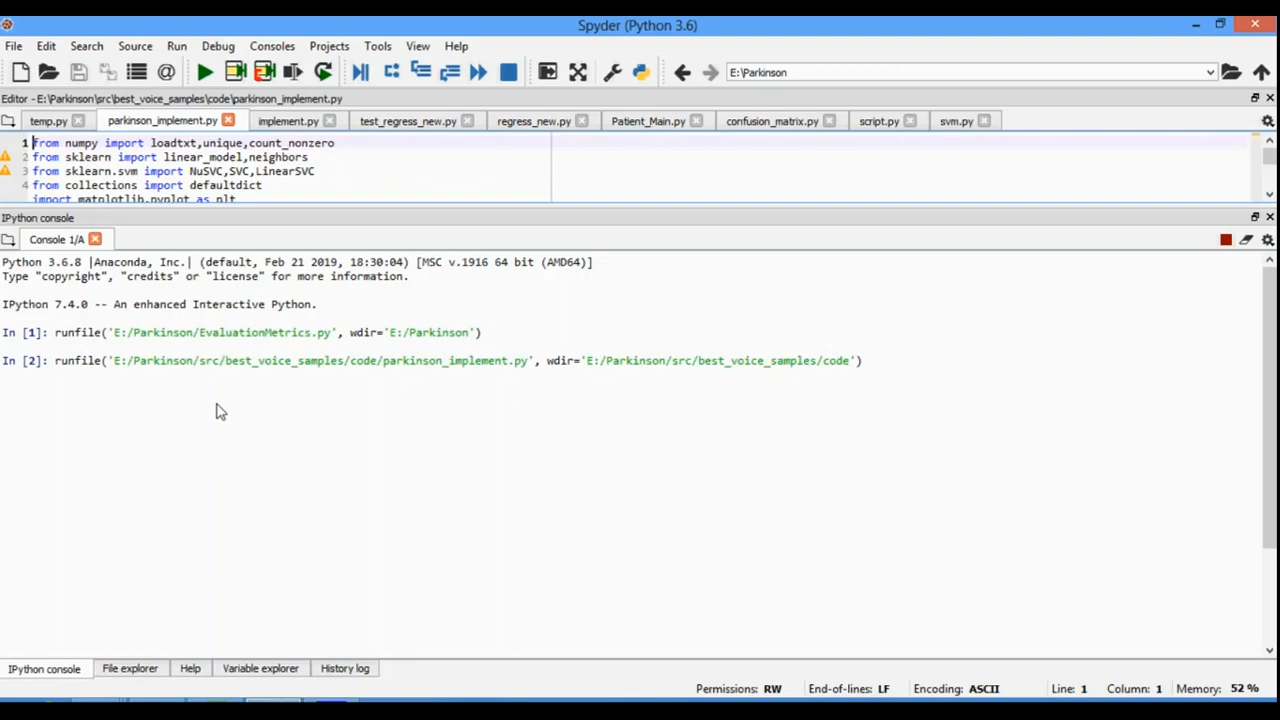 Spyder (Python 3.6)
File Edit Search Source Run Debug Consoles Projects Tools View Help
E:\Parkinson
Editor - E:\Parkinson\src\best_voice_samples\code\parkinson_implement.py
temp.py parkinson_implement.py implement.py test_regress_new.py regress_new.py Patient_Main.py confusion_matrix.py script.py svm.py
1 from numpy import loadtxt,unique,count_nonzero
2 from sklearn import linear_model,neighbors
3 from sklearn.svm import NuSVC,SVC,LinearSVC
4 from collections import defaultdict
import matplotlib.pyplot as plt
IPython console
Console 1/A
Python 3.6.8 |Anaconda, Inc.| (default, Feb 21 2019, 18:30:04) [MSC v.1916 64 bit (AMD64)]
Type "copyright", "credits" or "license" for more information.
IPython 7.4.0 -- An enhanced Interactive Python.
In [1]: runfile('E:/Parkinson/EvaluationMetrics.py', wdir='E:/Parkinson')
In [2]: runfile('E:/Parkinson/src/best_voice_samples/code/parkinson_implement.py', wdir='E:/Parkinson/src/best_voice_samples/code')
IPython console File explorer Help Variable explorer History log
Permissions: RW End-of-lines: LF Encoding: ASCII Line: 1 Column: 1 Memory: 52 %